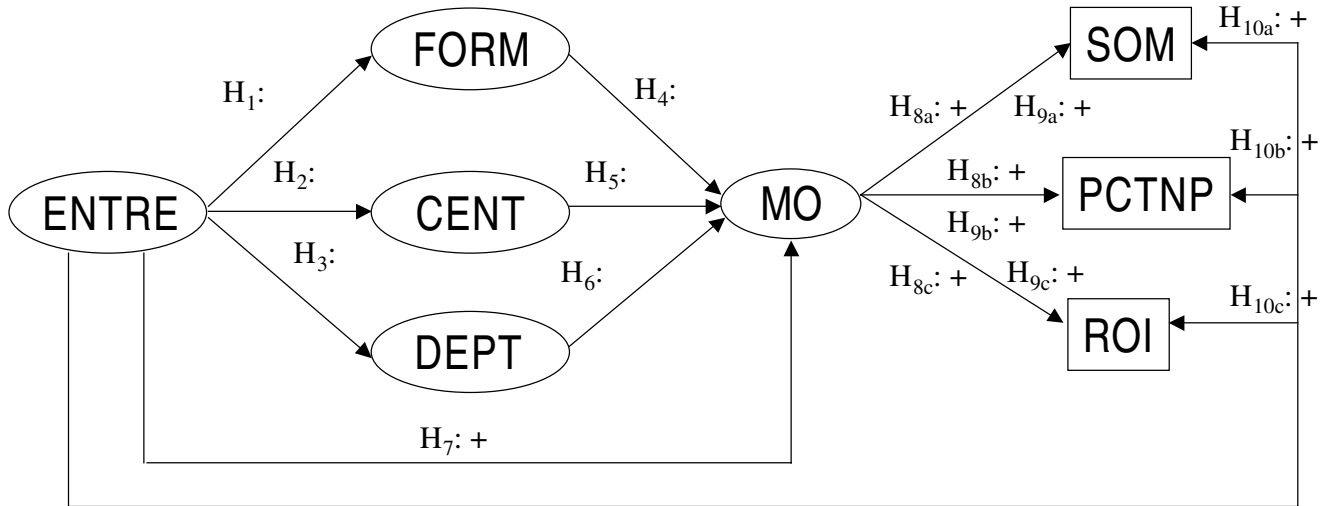 FORM
SOM
H10a: +
H1:
H4:
H8a: +
H9a: +
H2:
H5:
H8b: +
H10b: +
ENTRE
CENT
MO
PCTNP
H9b: +
H3:
H6:
H8c: +
H9c: +
H10c: +
DEPT
ROI
H7: +